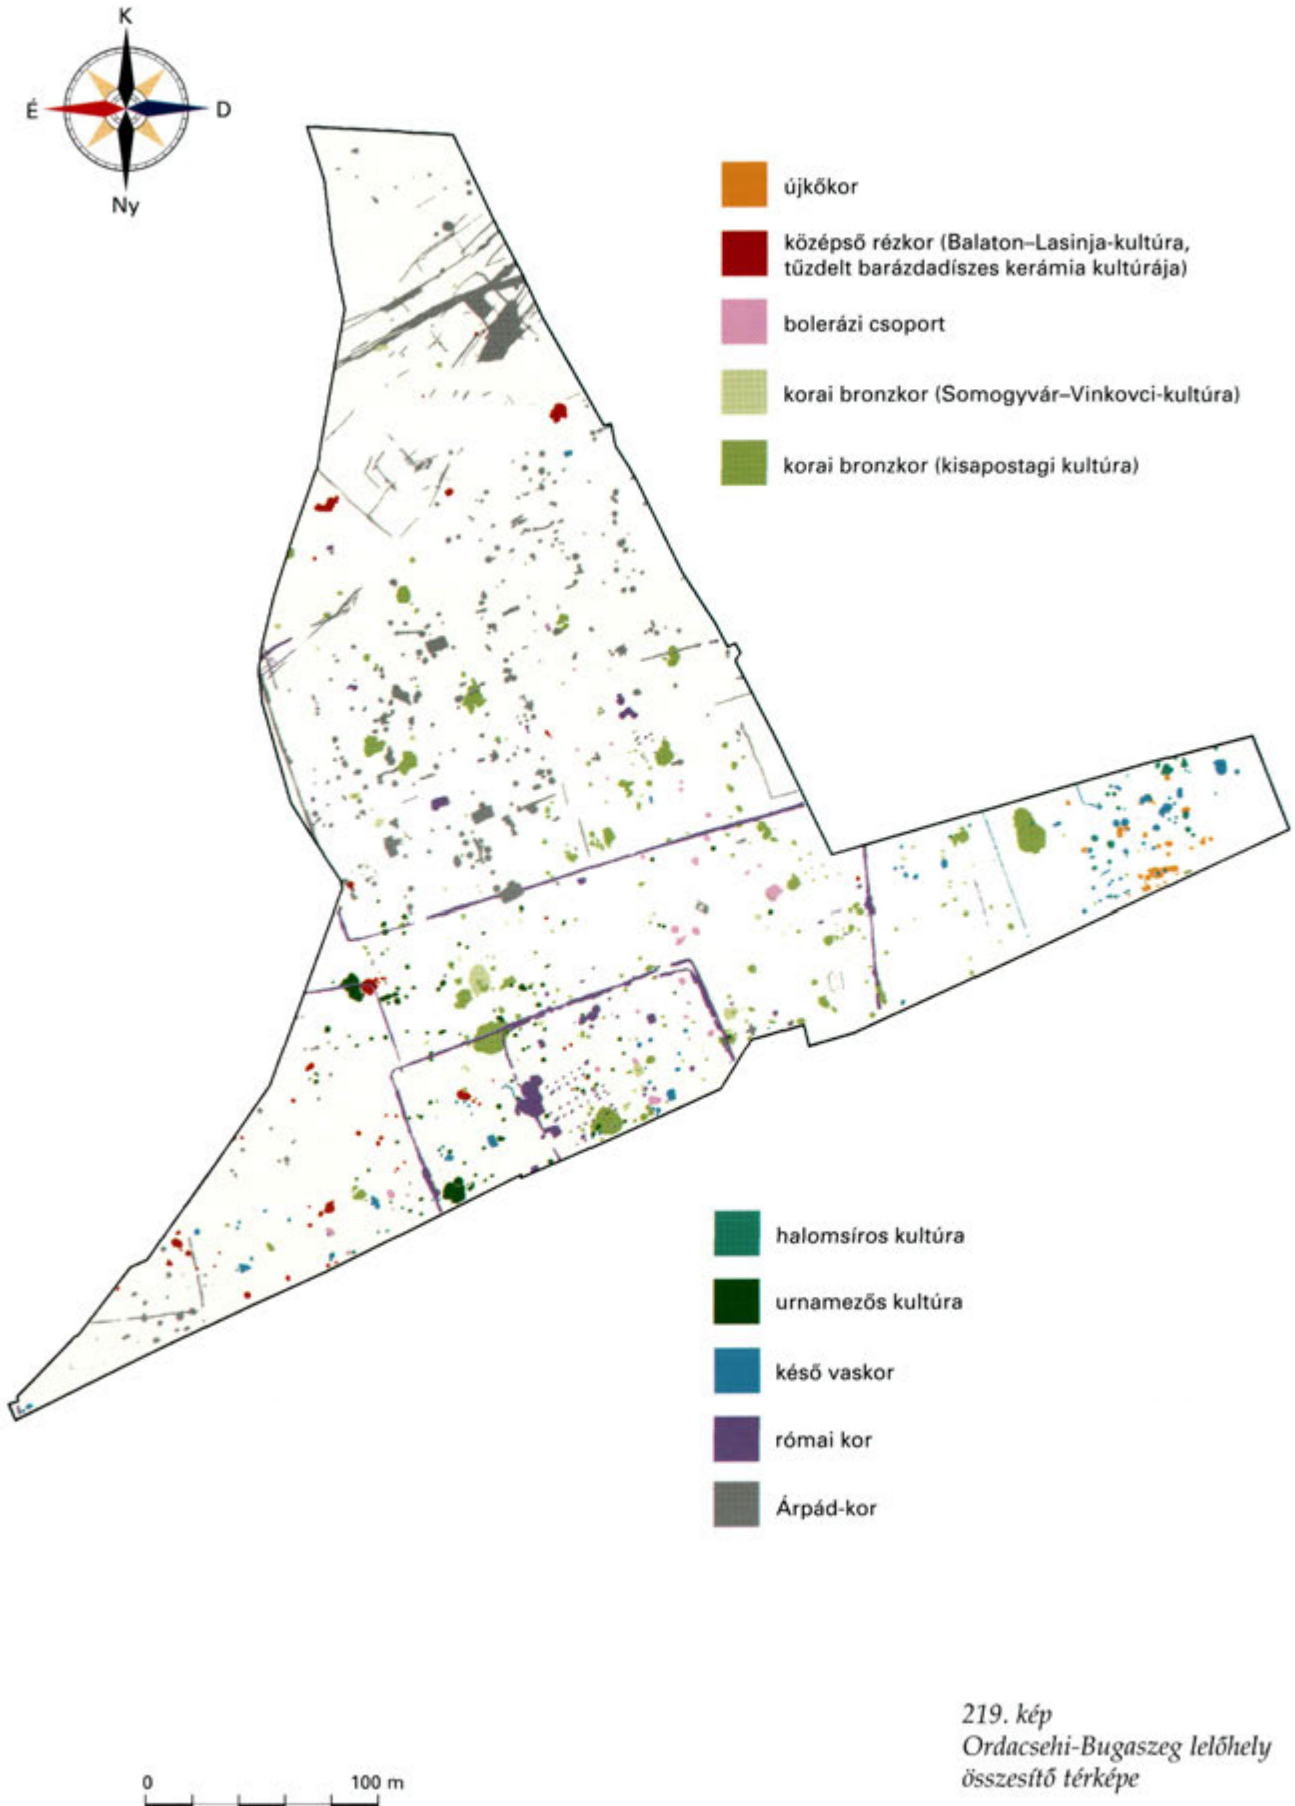 K
É
D
Ny
újkőkor
középső rézkor (Balaton–Lasinja-kultúra,
tűzdelt barázdadíszes kerámia kultúrája)
bolerázi csoport
korai bronzkor (Somogyvár–Vinkovci-kultúra)
korai bronzkor (kisapostagi kultúra)
halomsíros kultúra
urnamezős kultúra
késő vaskor
római kor
Árpád-kor
219. kép
Ordacsehi-Bugaszeg lelőhely
összesítő térképe
0 100 m